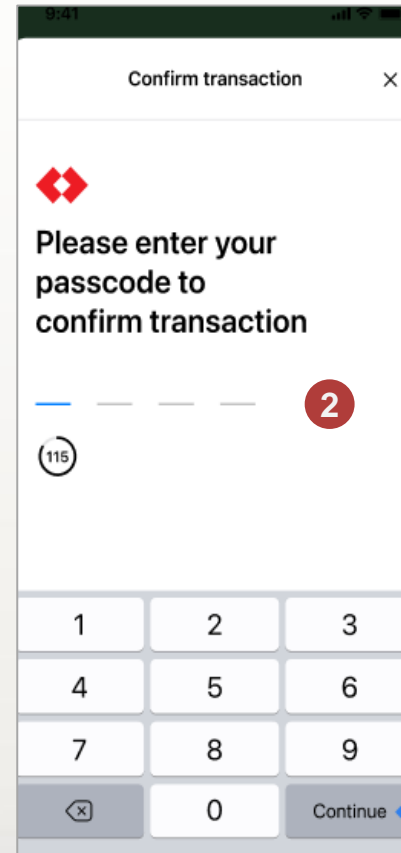 9:41
Confirm transaction
Please enter your
passcode to
confirm transaction
2
115
1 2 3
4 5 6
7 8 9
0 Continue